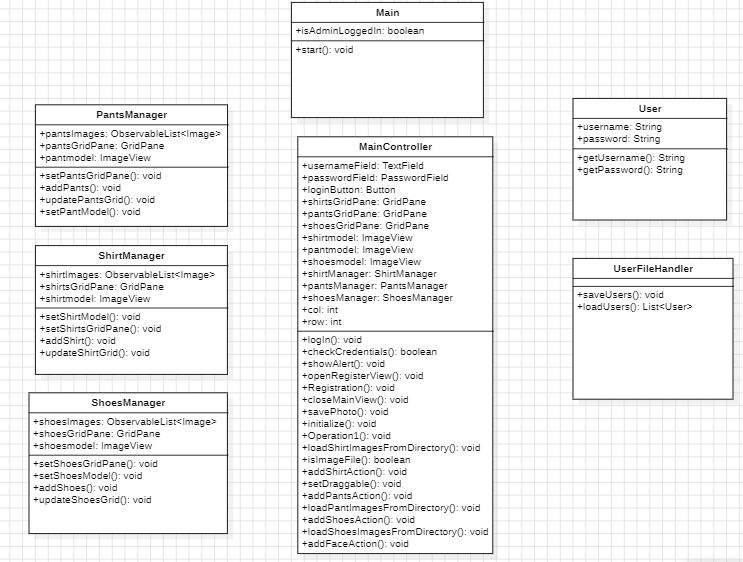 Main
+isAdminLoggedIn: boolean
+start(): void
PantsManager
+pantsImages: ObservableList<Image>
+pantsGridPane: GridPane
+pantmodel: ImageView
+setPantsGridPane(): void
+addPants(): void
+updatePantsGrid(): void
+setPantModel(): void
ShirtManager
+shirtImages: ObservableList<Image>
+shirtsGridPane: GridPane
+shirtmodel: ImageView
+setShirtModel(): void
+setShirtsGridPane(): void
+addShirt(): void
+updateShirtGrid(): void
ShoesManager
+shoesImages: ObservableList<Image>
+shoesGridPane: GridPane
+shoesmodel: ImageView
+setShoesGridPane(): void
+setShoesModel(): void
+addShoes(): void
+updateShoesGrid(): void
MainController
+usernameField: TextField
+passwordField: PasswordField
+loginButton: Button
+shirtsGridPane: GridPane
+pantsGridPane: GridPane
+shoesGridPane: GridPane
+shirtmodel: ImageView
+pantmodel: ImageView
+shoesmodel: ImageView
+shirtManager: ShirtManager
+pantsManager: PantsManager
+shoesManager: ShoesManager
+col: int
+row: int
+logIn(): void
+checkCredentials(): boolean
+showAlert(): void
+openRegisterView(): void
+Registration(): void
+closeMainView(): void
+savePhoto(): void
+initialize(): void
+Operation1(): void
+loadShirtImagesFromDirectory(): void
+isImageFile(): boolean
+addShirtAction(): void
+setDraggable(): void
+addPantsAction(): void
+loadPantImagesFromDirectory(): void
+addShoesAction(): void
+loadShoesImagesFromDirectory(): void
+addFaceAction(): void
User
+username: String
+password: String
+getUsername(): String
+getPassword(): String
UserFileHandler
+saveUsers(): void
+loadUsers(): List<User>